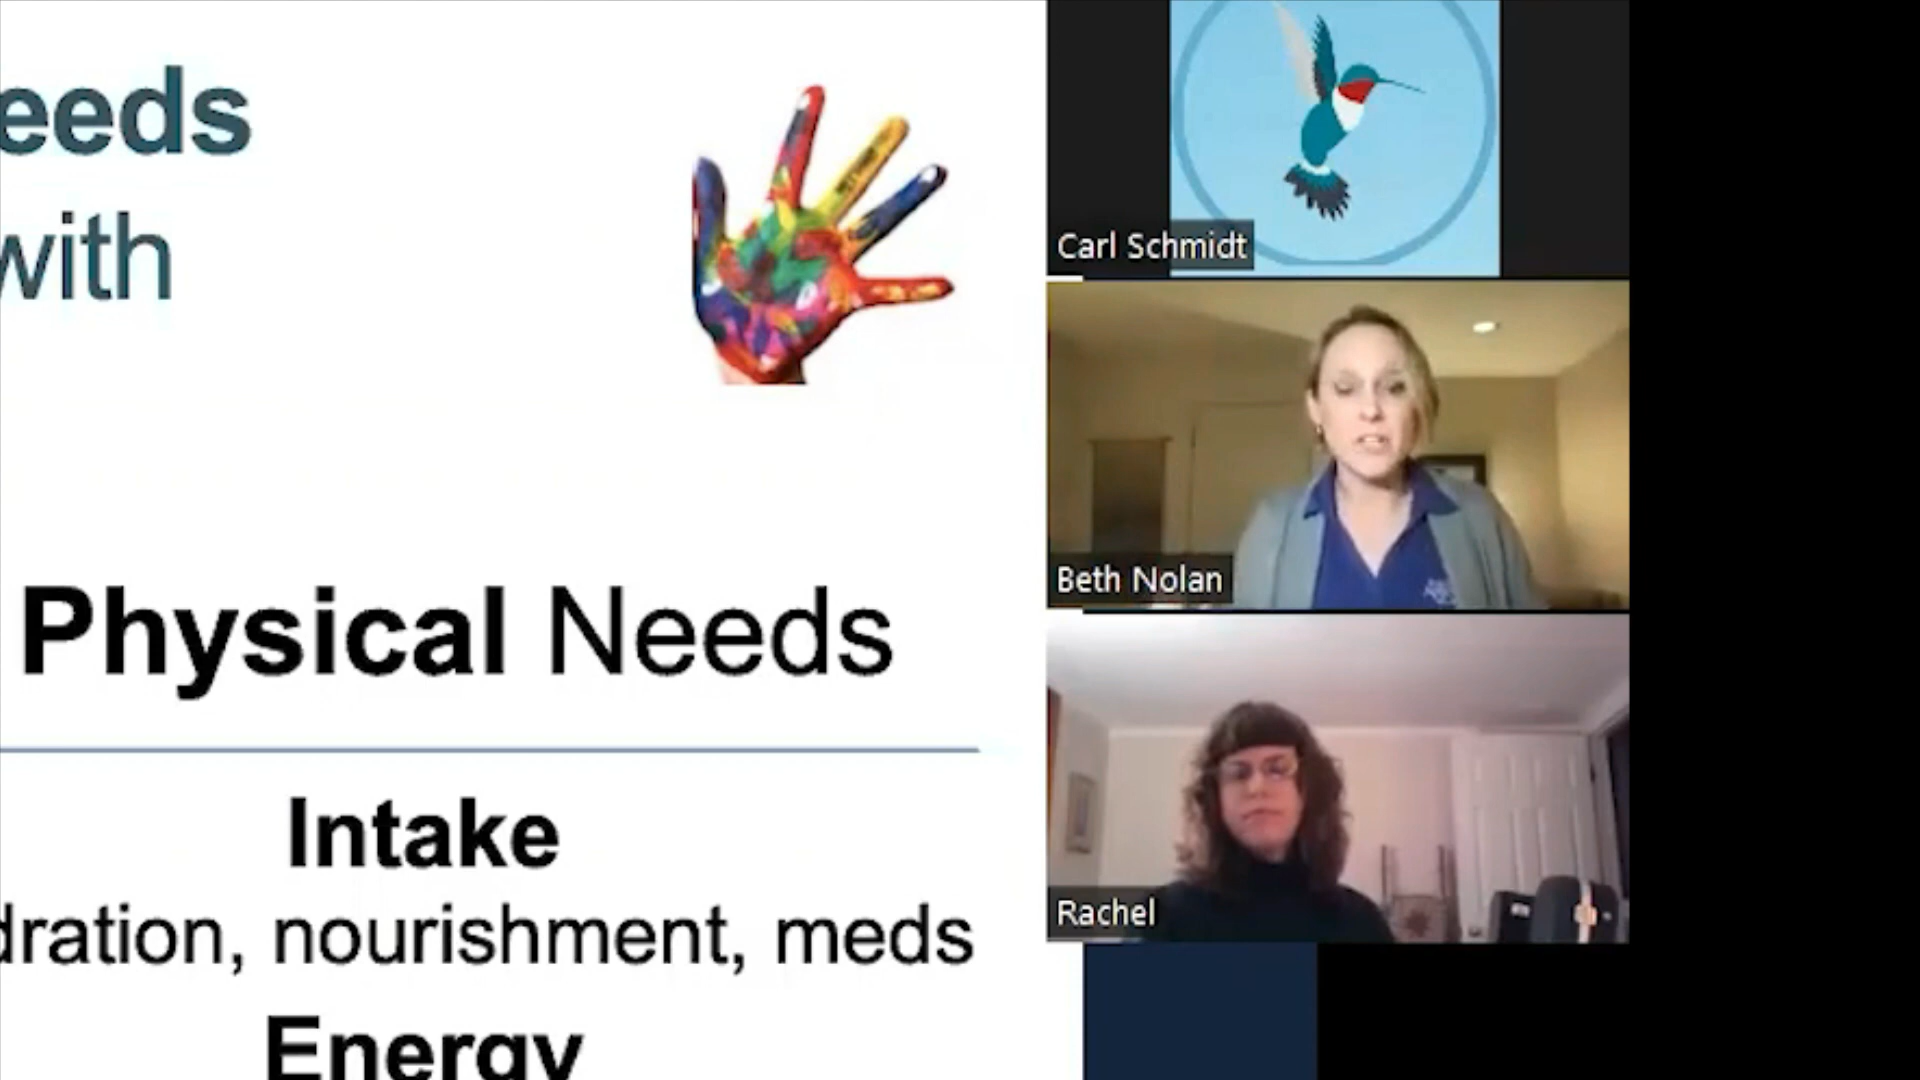 eeds
with
Physical Needs
Intake
dration, nourishment, meds
Energy
Carl Schmidt
Beth Nolan
Rachel